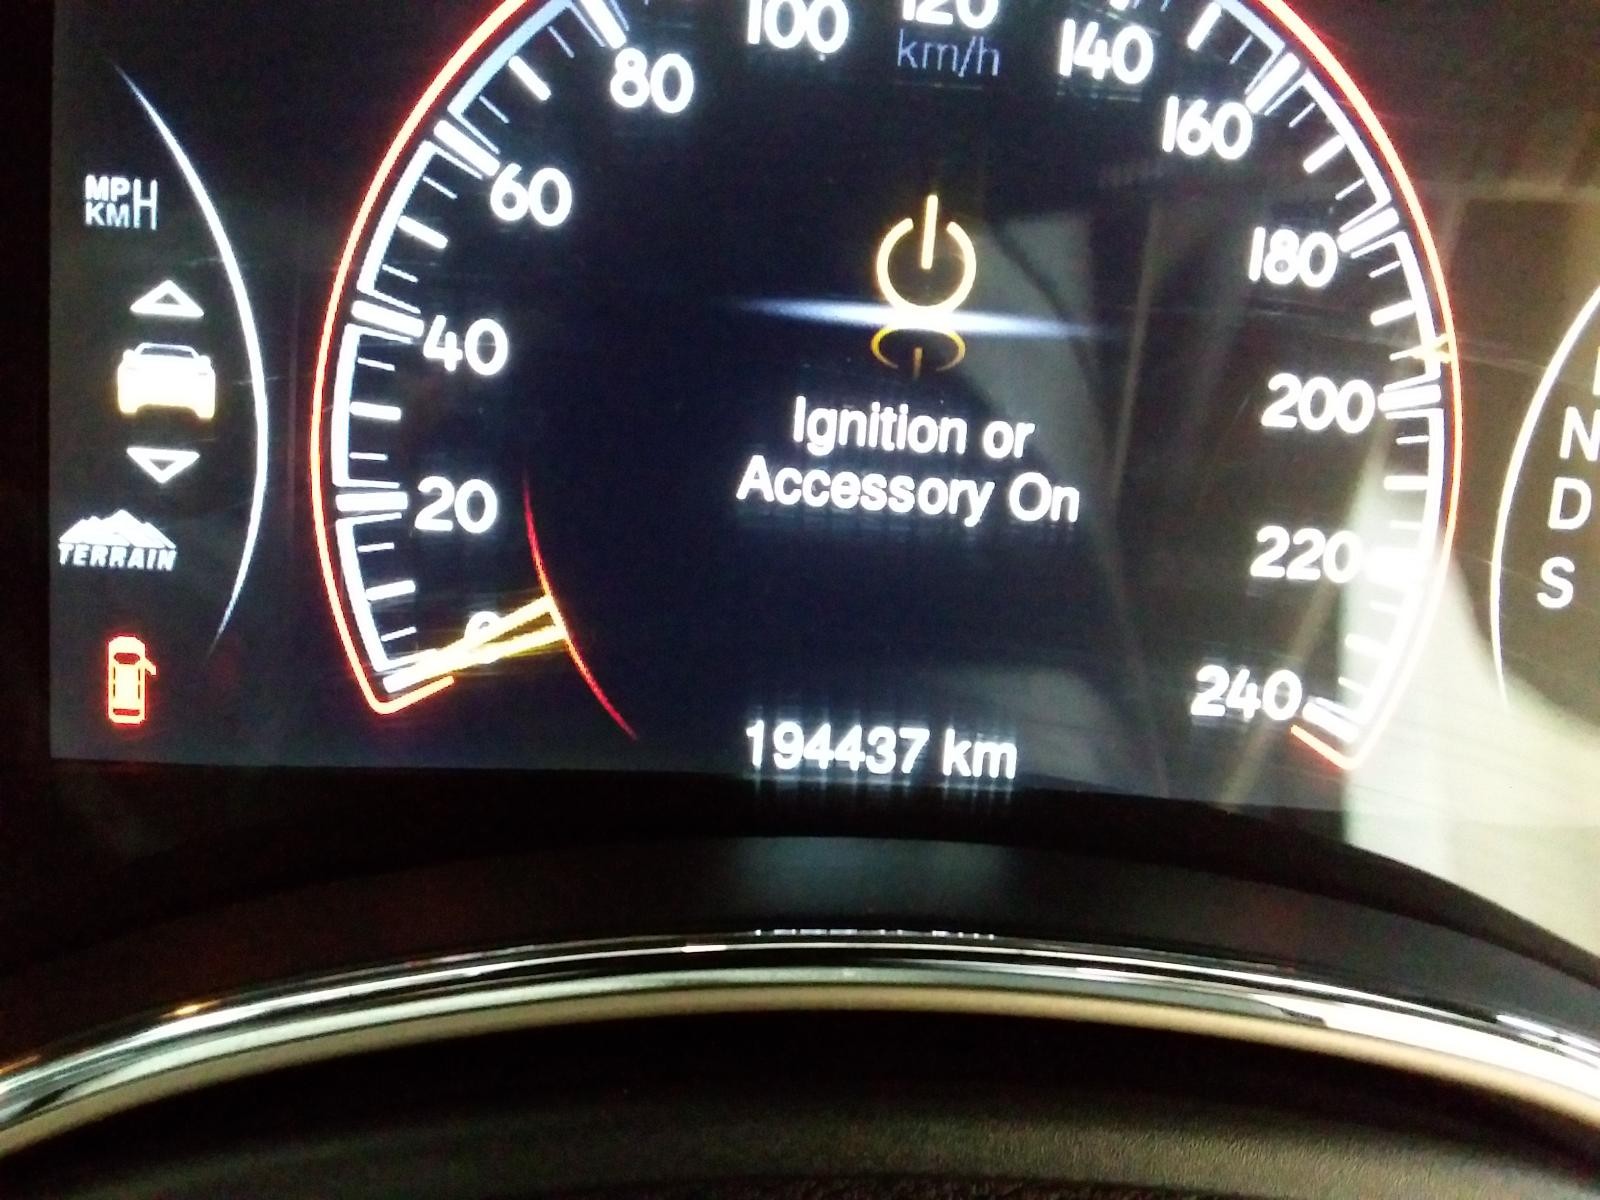 100
120
km/h
140
80
160
60
MPH
KMH
180
40
200
Ignition or
Accessory On
20
N
D
S
220
TERRAIN
0
240
194437 km